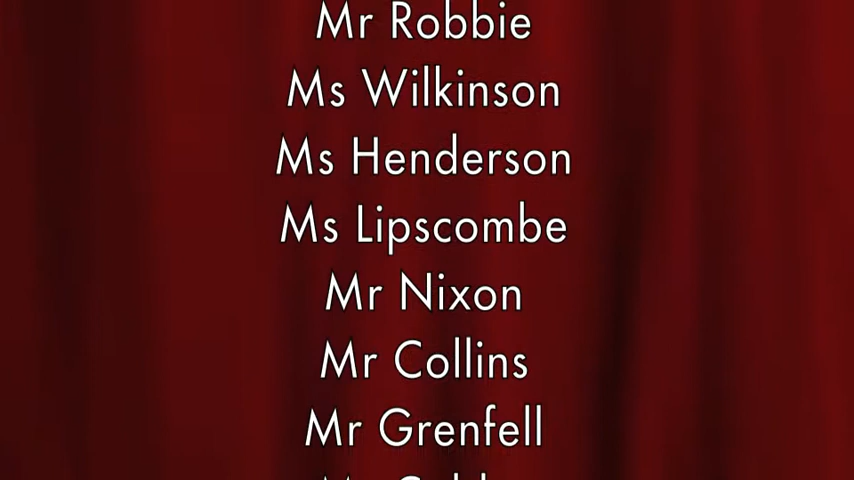 Mr Robbie
Ms Wilkinson
Ms Henderson
Ms Lipscombe
Mr Nixon
Mr Collins
Mr Grenfell